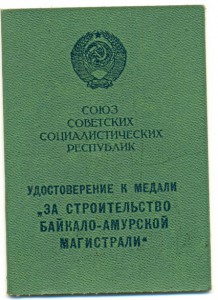 СОЮЗ
СОВЕТСКИХ
СОЦИАЛИСТИЧЕСКИХ
РЕСПУБЛИК
УДОСТОВЕРЕНИЕ К МЕДАЛИ
„ЗА СТРОИТЕЛЬСТВО
БАЙКАЛО-АМУРСКОЙ
МАГИСТРАЛИ“